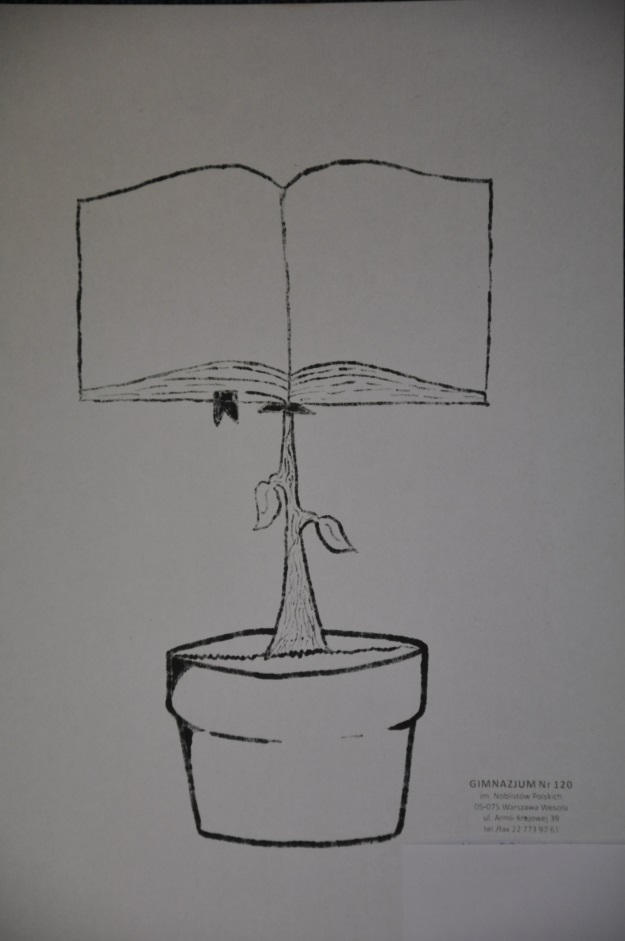 GIMNAZJUM Nr 120
im. Noblistów Polskich
05-075 Warszawa Wesoła
ul. Armii Krajowej 39
tel./fax 22 773 97 61